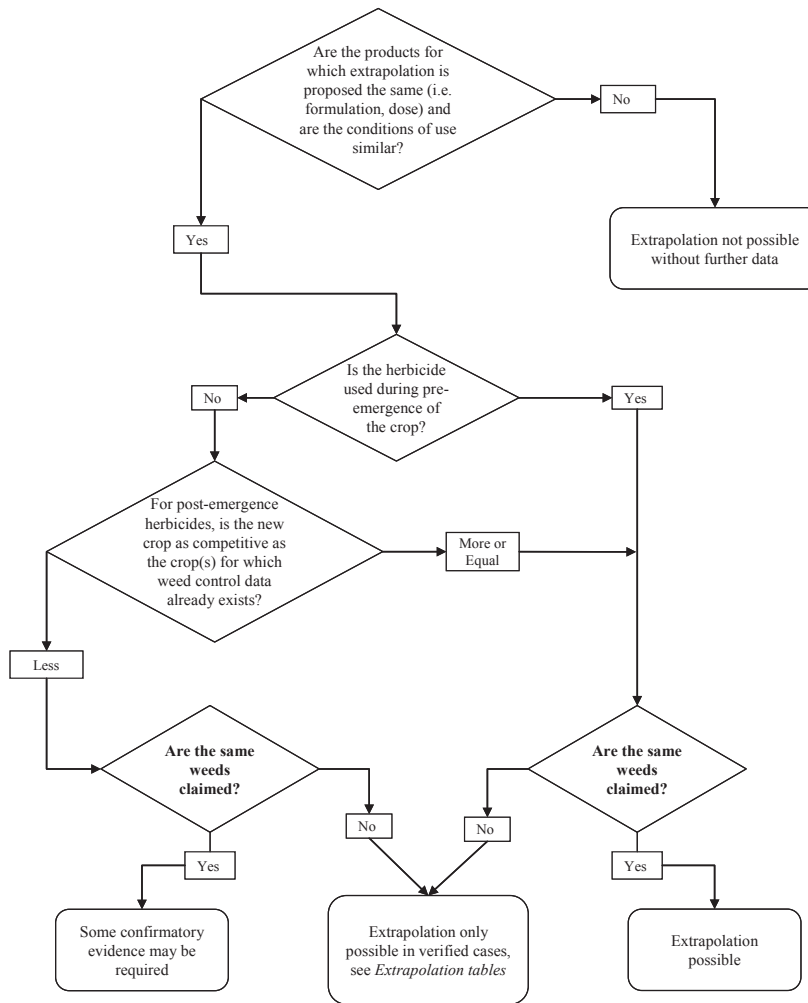 Are the products for
which extrapolation is
proposed the same (i.e.
formulation, dose) and
are the conditions of use
similar?
No
Yes
Extrapolation not possible
without further data
Is the herbicide
used during pre-
emergence of
the crop?
No
Yes
For post-emergence
herbicides, is the new
crop as competitive as
the crop(s) for which
weed control data
already exists?
More or
Equal
Less
Are the same
weeds
claimed?
Are the same
weeds
claimed?
No
No
Yes
Yes
Some confirmatory
evidence may be
required
Extrapolation only
possible in verified cases,
see Extrapolation tables
Extrapolation
possible